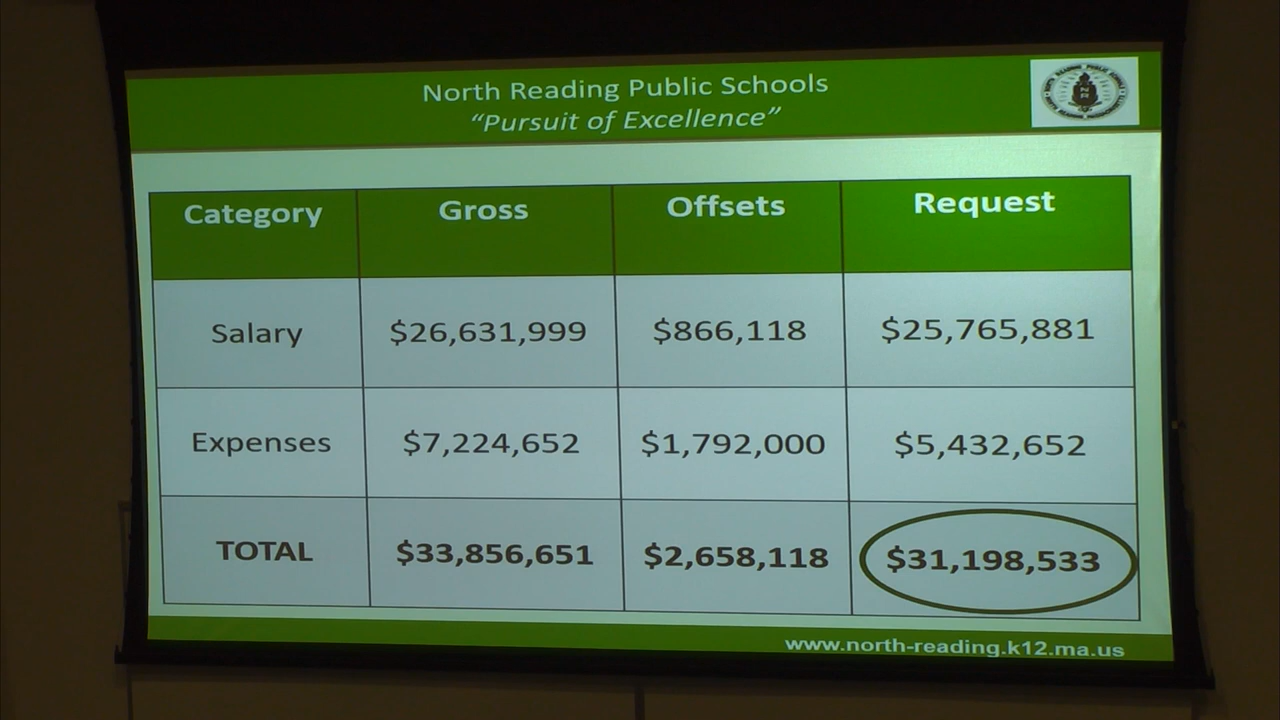 North Reading Public Schools
“Pursuit of Excellence”
Category Gross Offsets Request
Salary $26,631,999 $866,118 $25,765,881
Expenses $7,224,652 $1,792,000 $5,432,652
TOTAL $33,856,651 $2,658,118 $31,198,533
www.north-reading.k12.ma.us